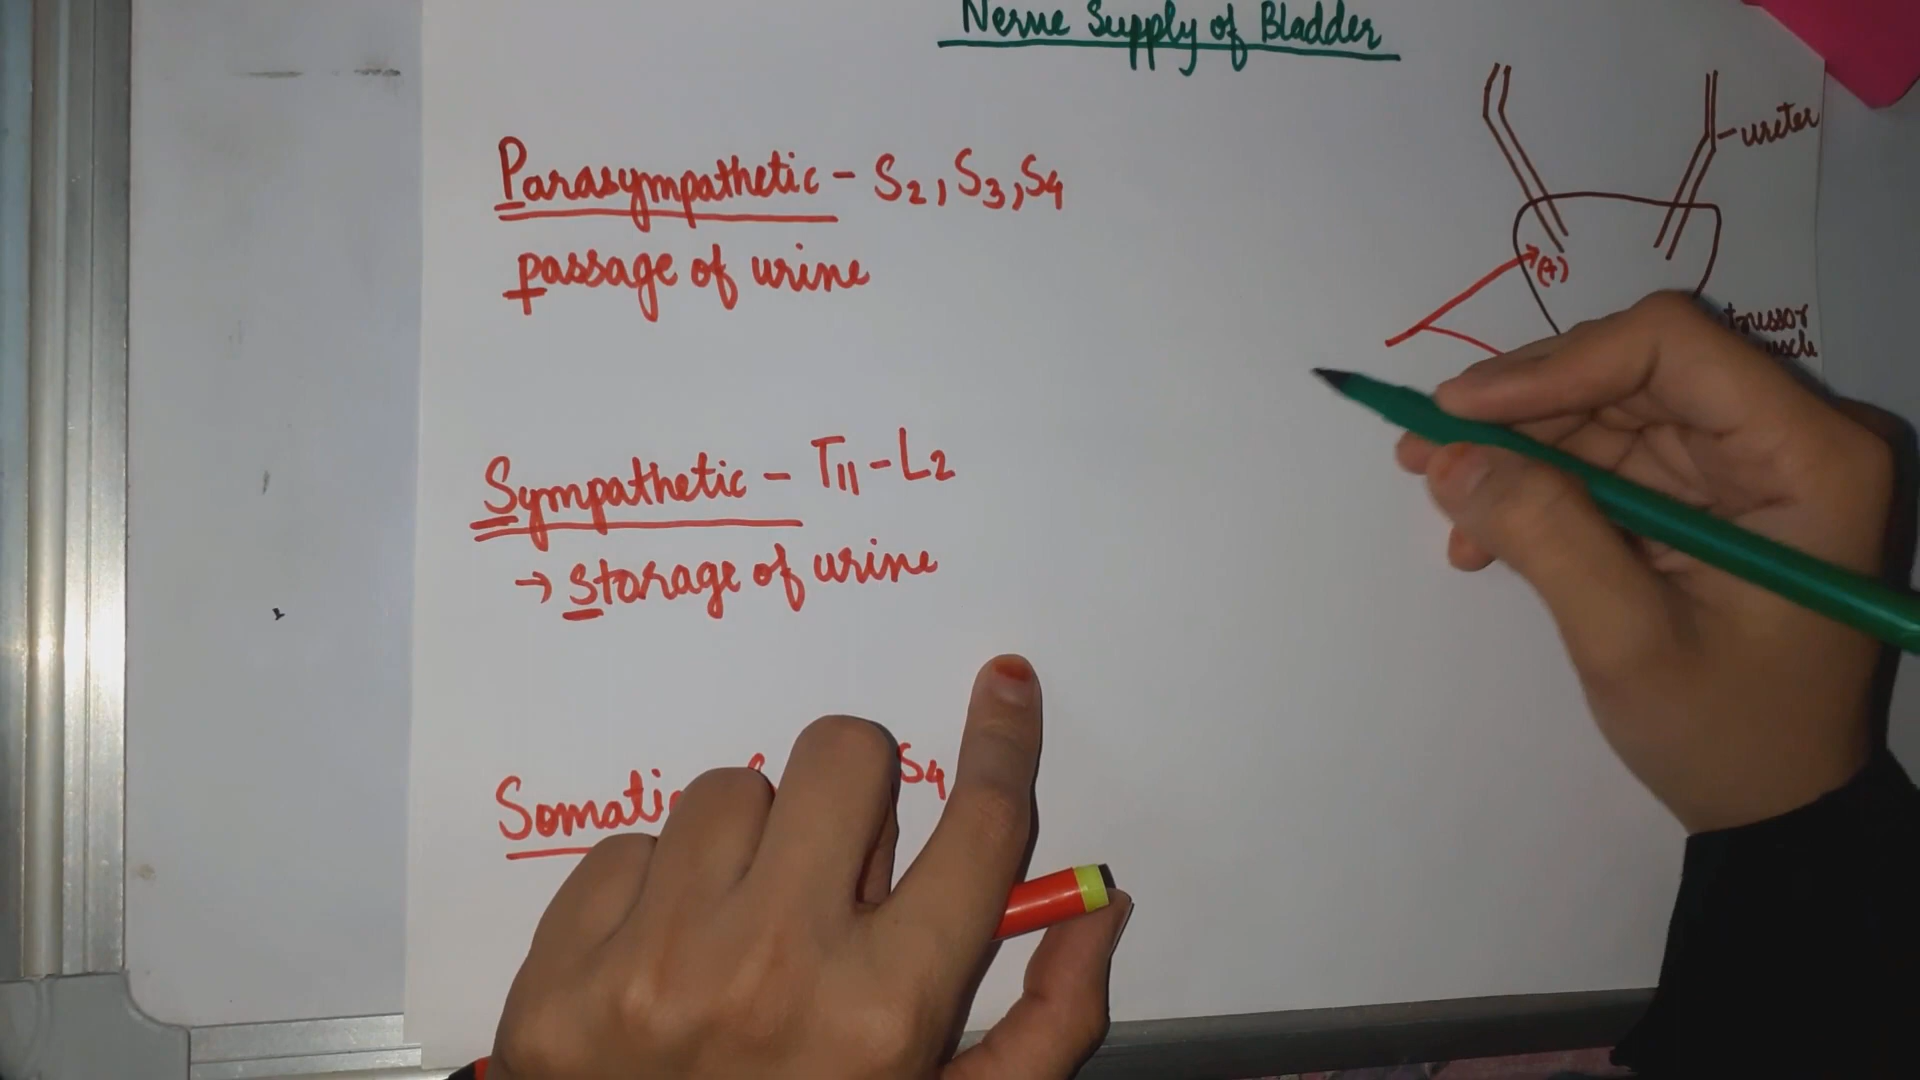 Nerve Supply of Bladder
Parasympathetic - S2, S3, S4
passage of urine
Sympathetic - T11 - L2
→ storage of urine
S4
ureter
(+)